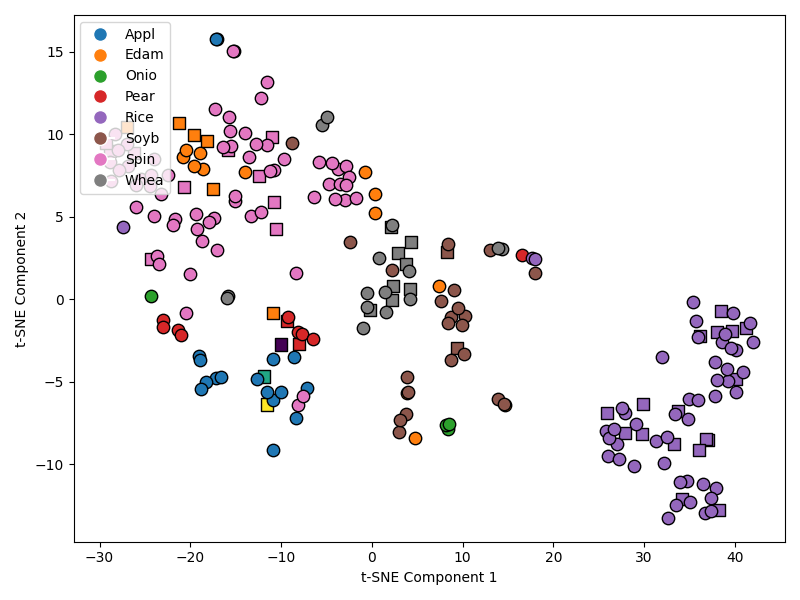 Appl
Edam
Onio
Pear
Rice
Soyb
Spin
Whea
15
10
5
0
−5
−10
t-SNE Component 2
−30 −20 −10 0 10 20 30 40
t-SNE Component 1